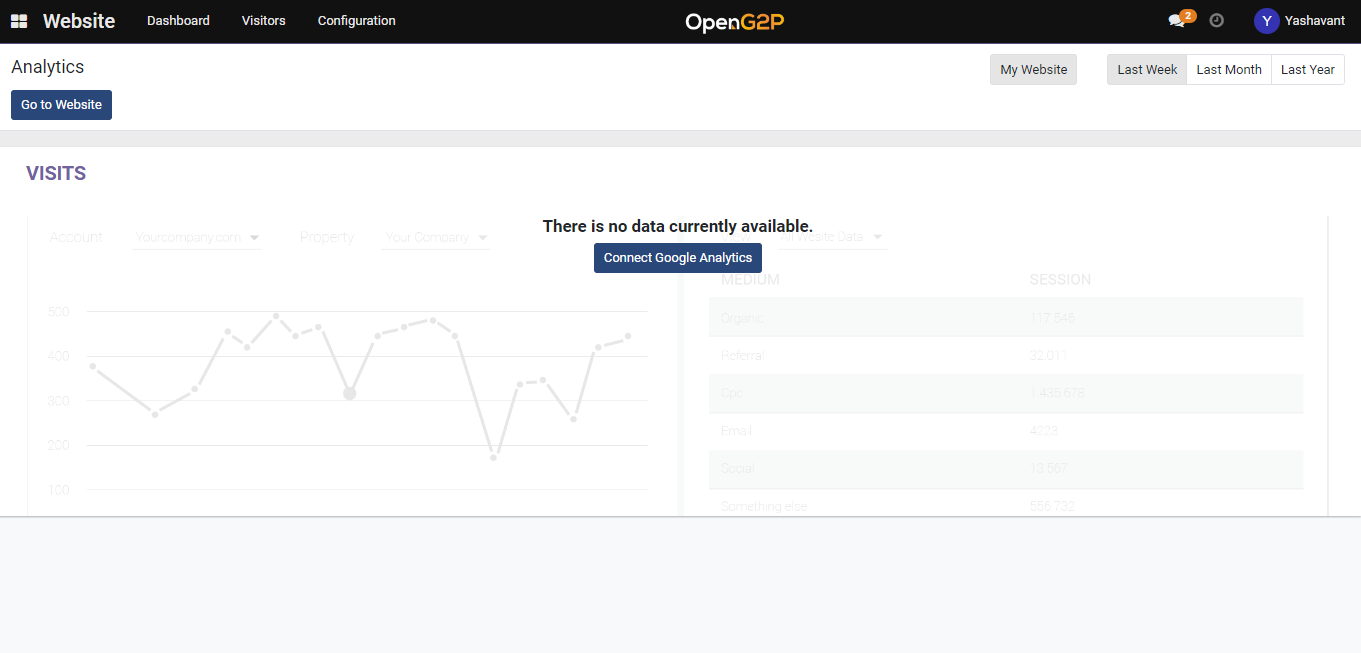 Website Dashboard Visitors Configuration OpenG2P 2 Y Yashavant
Analytics My Website Last Week Last Month Last Year
Go to Website
VISITS
There is no data currently available.
Account Yourcompany.com Property Your Company Data
Connect Google Analytics
MEDIUM SESSION
500
Organic 117.546
400
Referral 32.011
300
Cpc 1.435.678
200
Email 4223
Social 13.567
100
Something else 556.732